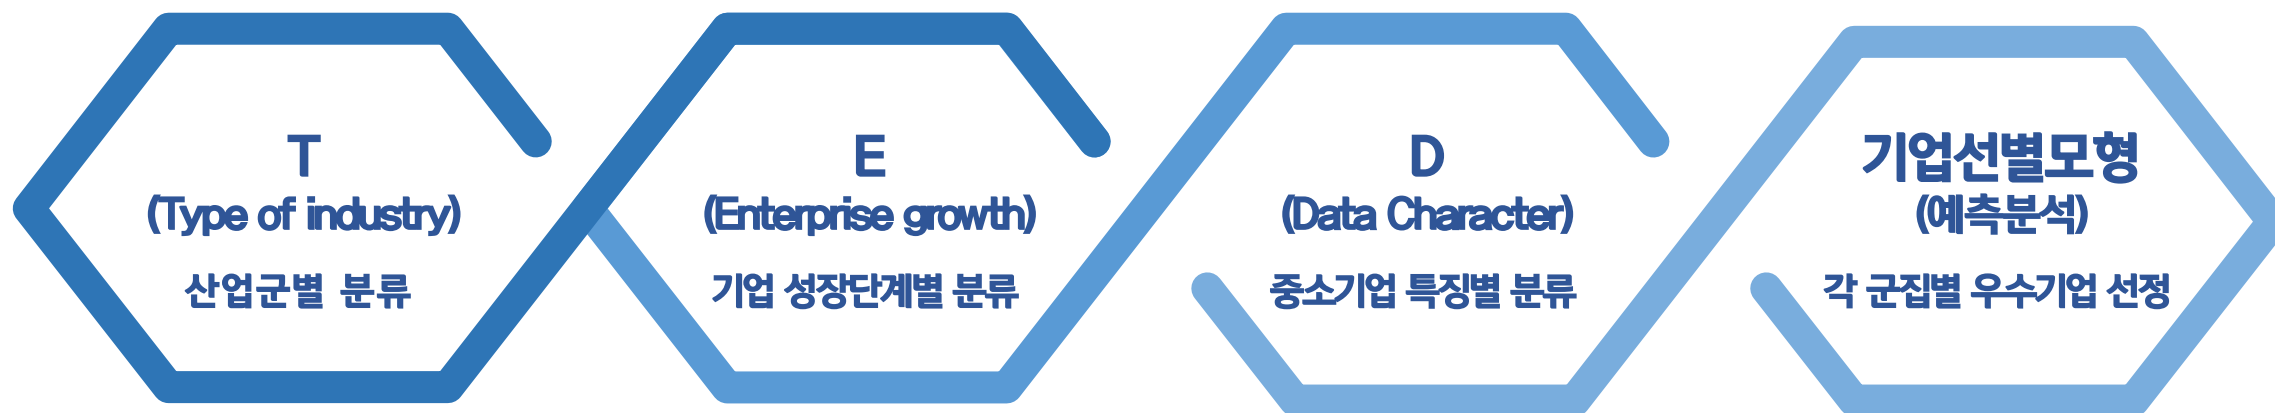 T
(Type of industry)
산업군별 분류
E
(Enterprise growth)
기업 성장단계별 분류
D
(Data Character)
중소기업 특징별 분류
기업선별모형
(예측분석)
각 군집별 우수기업 선정